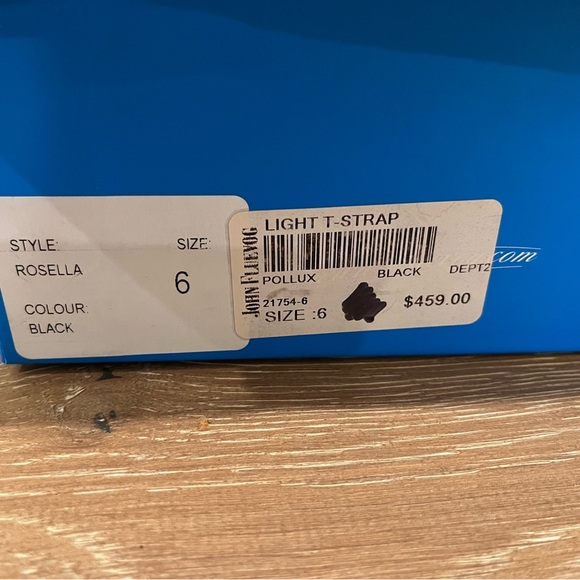 STYLE: SIZE:
ROSELLA 6
COLOUR:
BLACK
JOHN FLUEVOG
LIGHT T-STRAP
POLLUX BLACK DEPT2
21754-6 $459.00
SIZE :6
.com